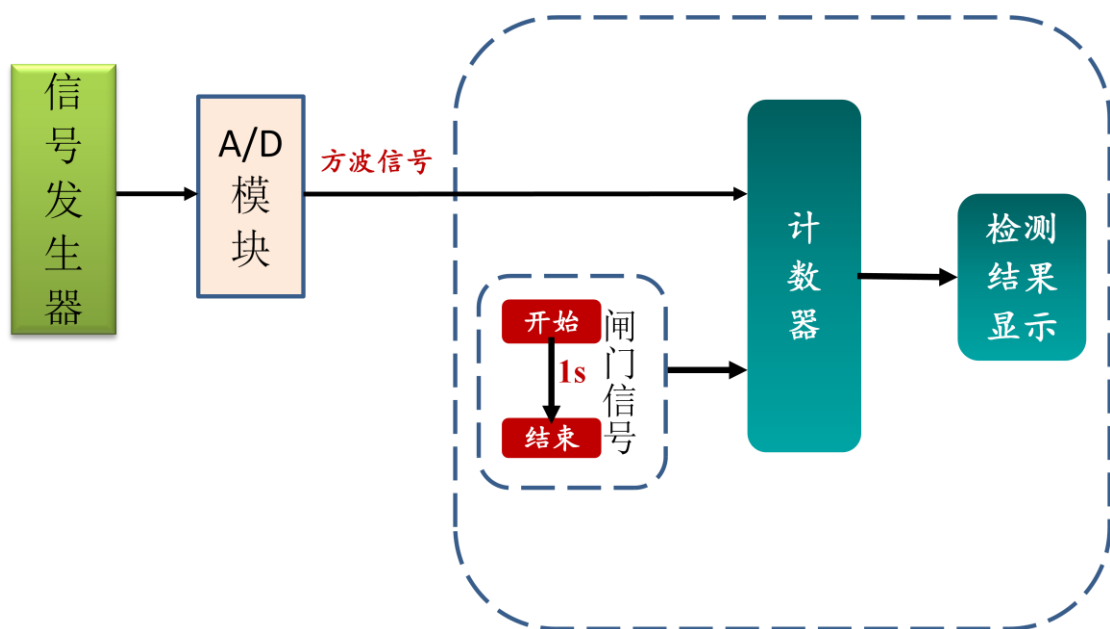 信号发生器
A/D
模块
方波信号
开始
1s
结束
闸门信号
计数器
检测
结果
显示